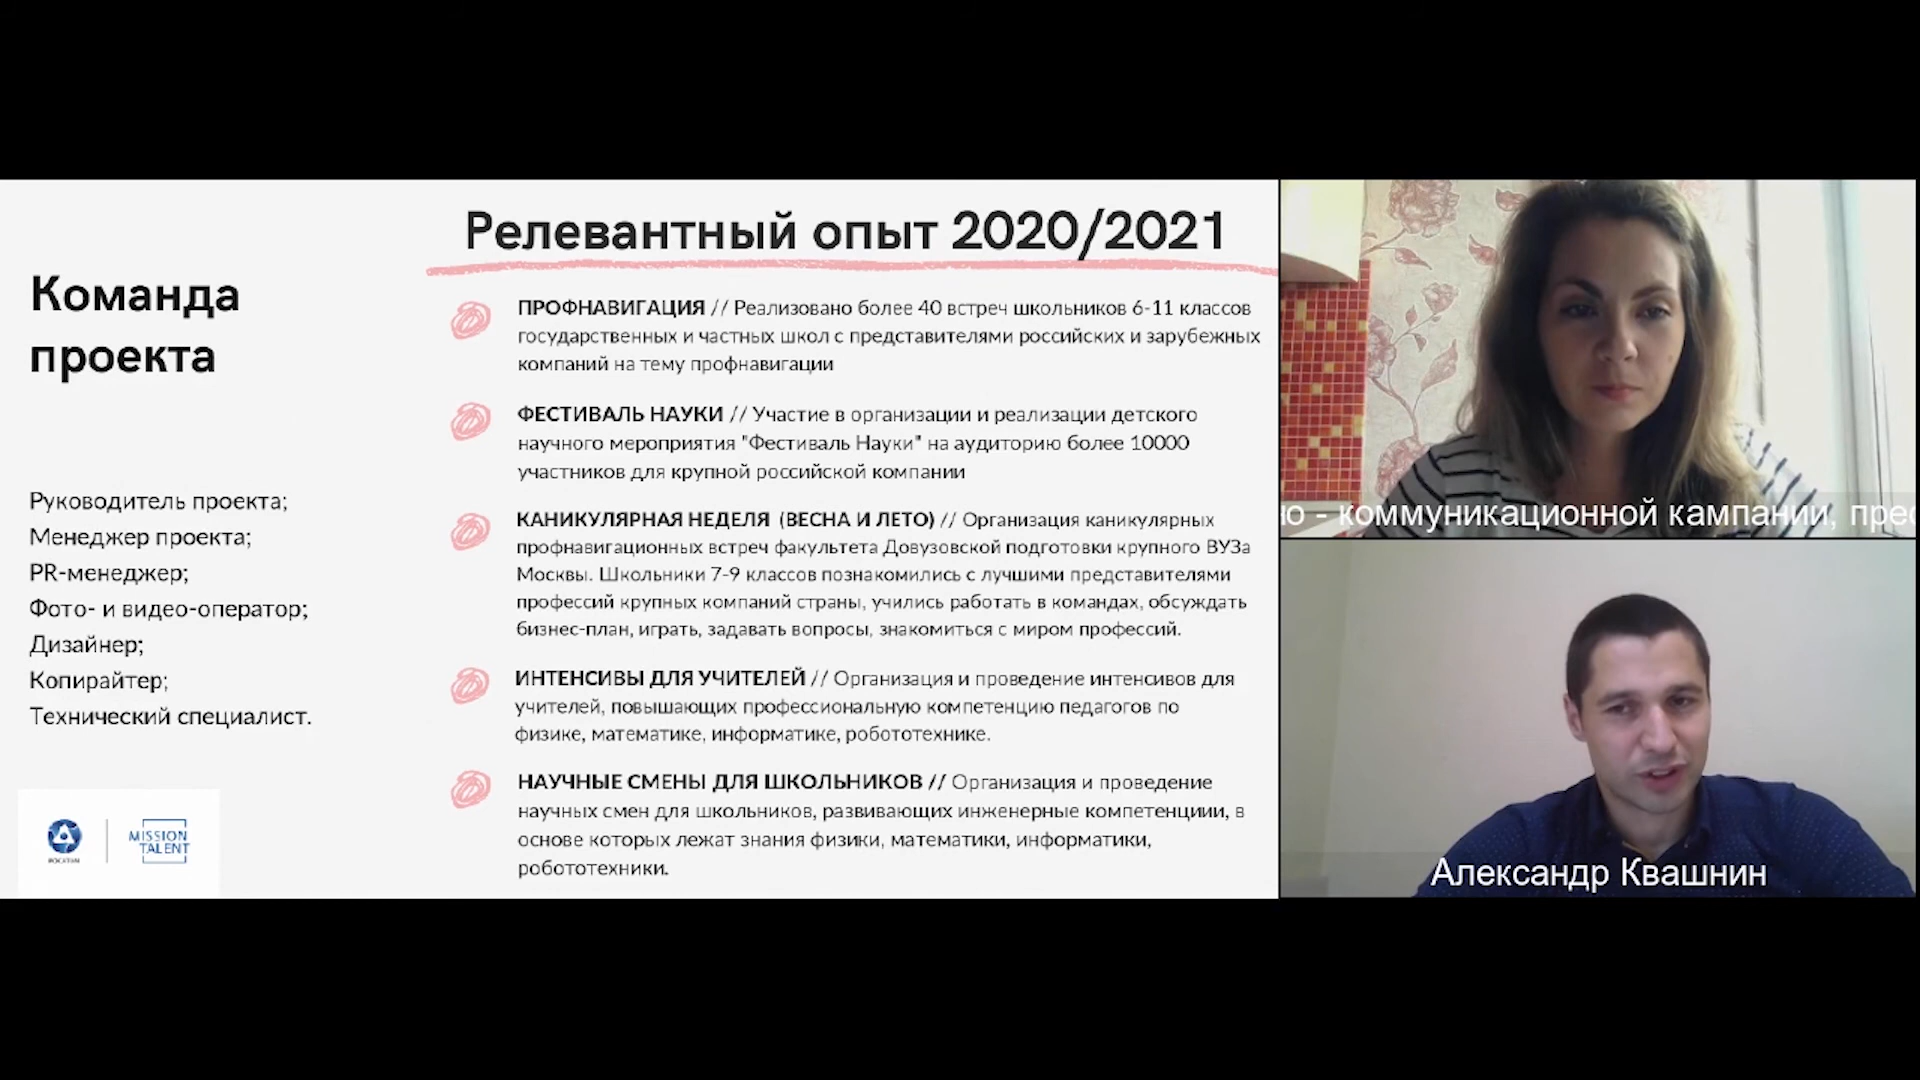 Релевантный опыт 2020/2021
Команда
проекта
Руководитель проекта;
Менеджер проекта;
PR-менеджер;
Фото- и видео-оператор;
Дизайнер;
Копирайтер;
Технический специалист.
РОСАТОМ
MISSION
TALENT
ПРОФНАВИГАЦИЯ // Реализовано более 40 встреч школьников 6-11 классов
государственных и частных школ с представителями российских и зарубежных
компаний на тему профнавигации
ФЕСТИВАЛЬ НАУКИ // Участие в организации и реализации детского
научного мероприятия "Фестиваль Науки" на аудиторию более 10000
участников для крупной российской компании
КАНИКУЛЯРНАЯ НЕДЕЛЯ (ВЕСНА И ЛЕТО) // Организация каникулярных
профнавигационных встреч факультета Довузовской подготовки крупного ВУЗа
Москвы. Школьники 7-9 классов познакомились с лучшими представителями
профессий крупных компаний страны, учились работать в командах, обсуждать
бизнес-план, играть, задавать вопросы, знакомиться с миром профессий.
ИНТЕНСИВЫ ДЛЯ УЧИТЕЛЕЙ // Организация и проведение интенсивов для
учителей, повышающих профессиональную компетенцию педагогов по
физике, математике, информатике, робототехнике.
НАУЧНЫЕ СМЕНЫ ДЛЯ ШКОЛЬНИКОВ // Организация и проведение
научных смен для школьников, развивающих инженерные компетенциии, в
основе которых лежат знания физики, математики, информатики,
робототехники.
- коммуникационной кампании,
Александр Квашнин